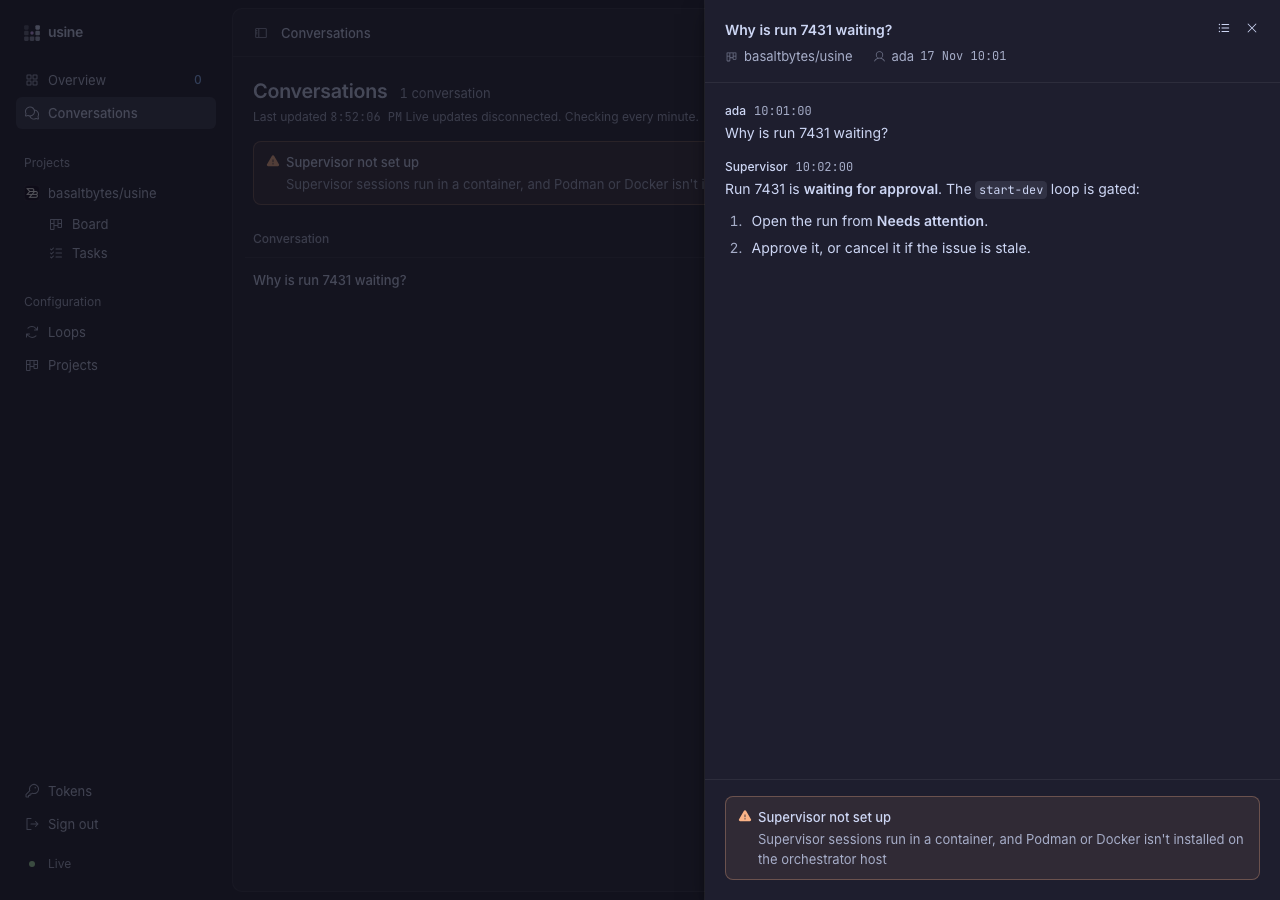 usine
Overview 0
Conversations
Projects
basaltbytes/usine
Board
Tasks
Configuration
Loops
Projects
Tokens
Sign out
Live
Conversations
Conversations 1 conversation
Last updated 8:52:06 PM Live updates disconnected. Checking every minute.
Supervisor not set up
Supervisor sessions run in a container, and Podman or Docker isn't i
Conversation
Why is run 7431 waiting?
Why is run 7431 waiting?
basaltbytes/usine ada 17 Nov 10:01
ada 10:01:00
Why is run 7431 waiting?
Supervisor 10:02:00
Run 7431 is waiting for approval. The start-dev loop is gated:
1. Open the run from Needs attention.
2. Approve it, or cancel it if the issue is stale.
Supervisor not set up
Supervisor sessions run in a container, and Podman or Docker isn't installed on
the orchestrator host